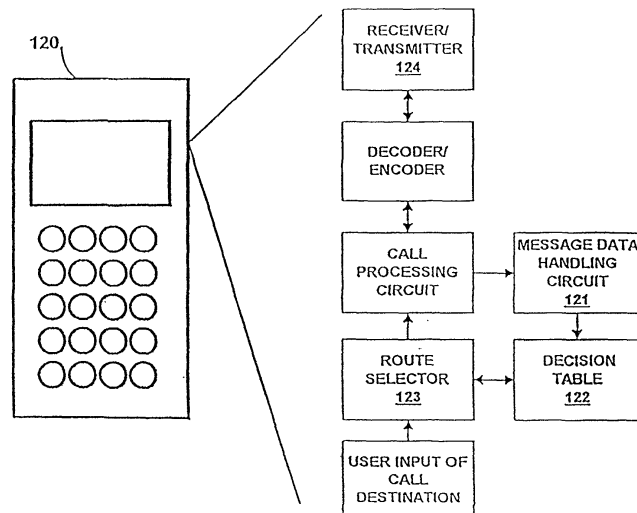 120
RECEIVER/
TRANSMITTER
124
DECODER/
ENCODER
CALL
PROCESSING
CIRCUIT
MESSAGE DATA
HANDLING
CIRCUIT
121
ROUTE
SELECTOR
123
DECISION
TABLE
122
USER INPUT OF
CALL
DESTINATION